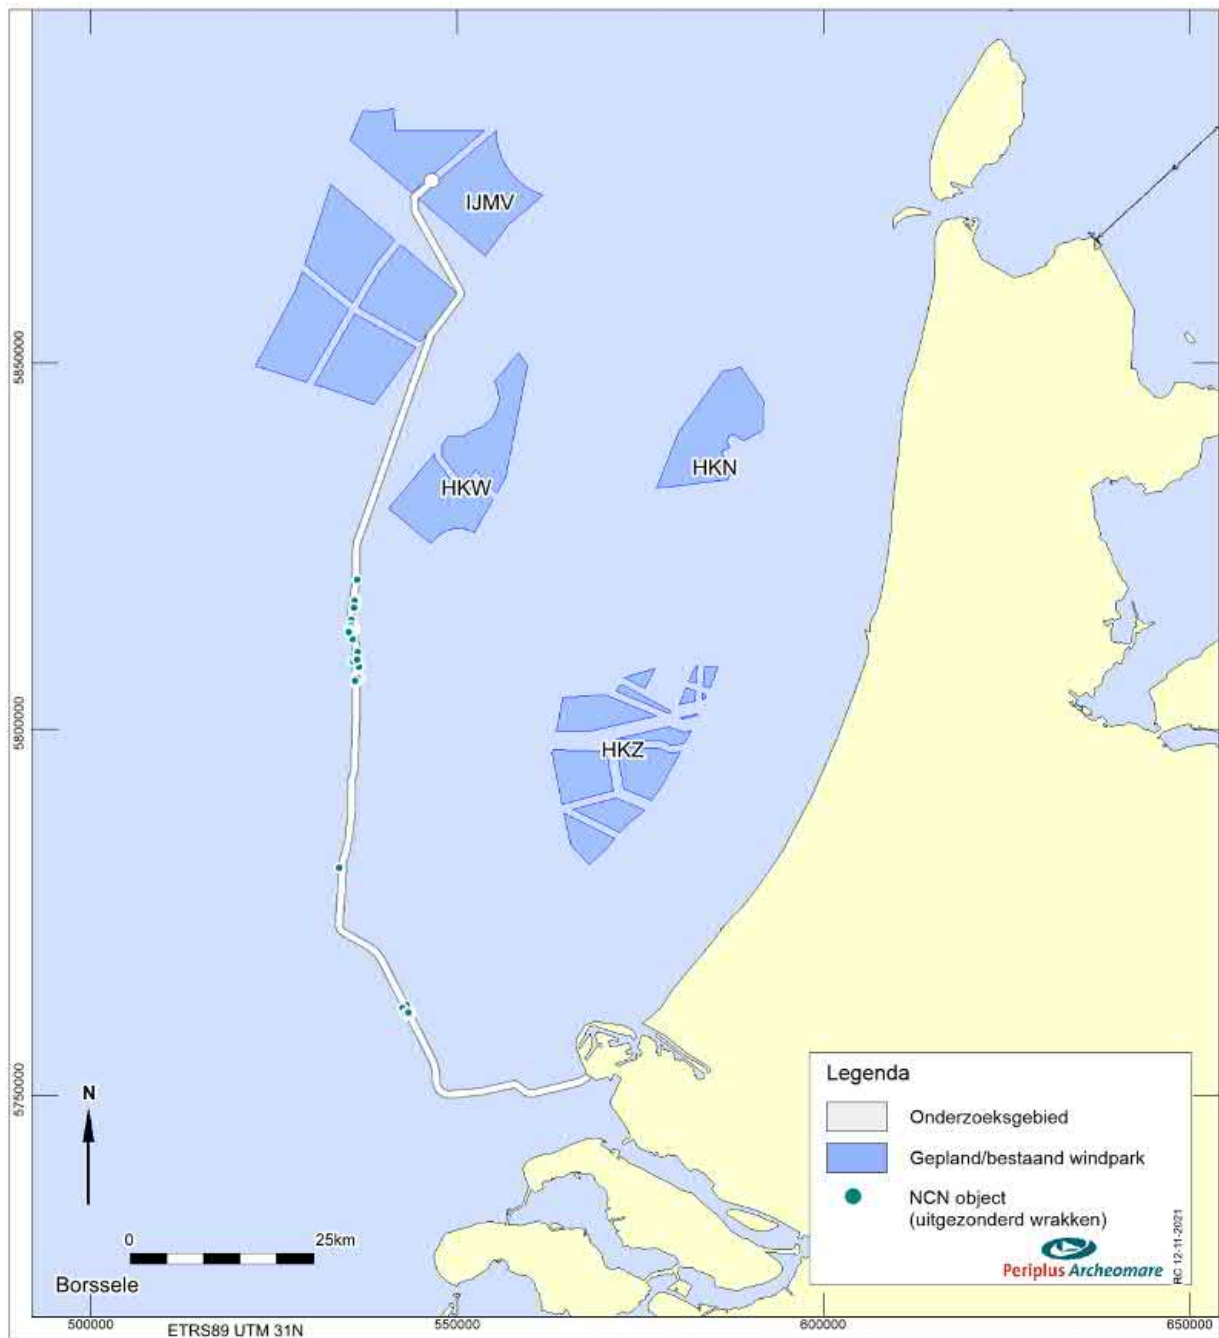 IJMV
5850000
HKN
HKW
5800000
HKZ
5750000
N
0 25km
Borssele
Legenda
Onderzoeksgebied
Gepland/bestaand windpark
NCN object
(uitgezonderd wrakken)
Periplus Archeomare
RC 12-11-2021
500000 550000 600000 650000
ETRS89 UTM 31N